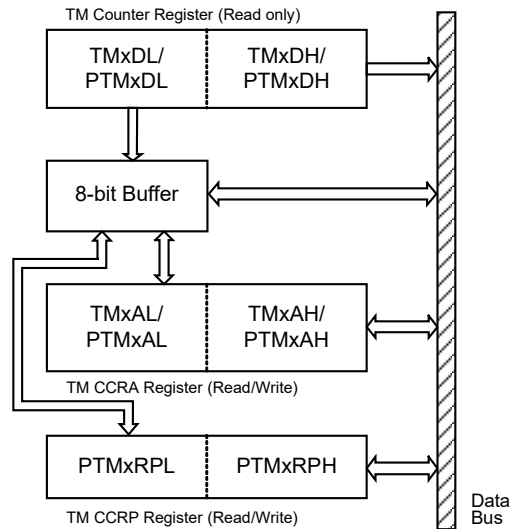 TM Counter Register (Read only)
TMxDL/ TMxDH/
PTMxDL PTMxDH
8-bit Buffer
TMxAL/ TMxAH/
PTMxAL PTMxAH
TM CCRA Register (Read/Write)
PTMxRPL PTMxRPH
TM CCRP Register (Read/Write)
Data
Bus